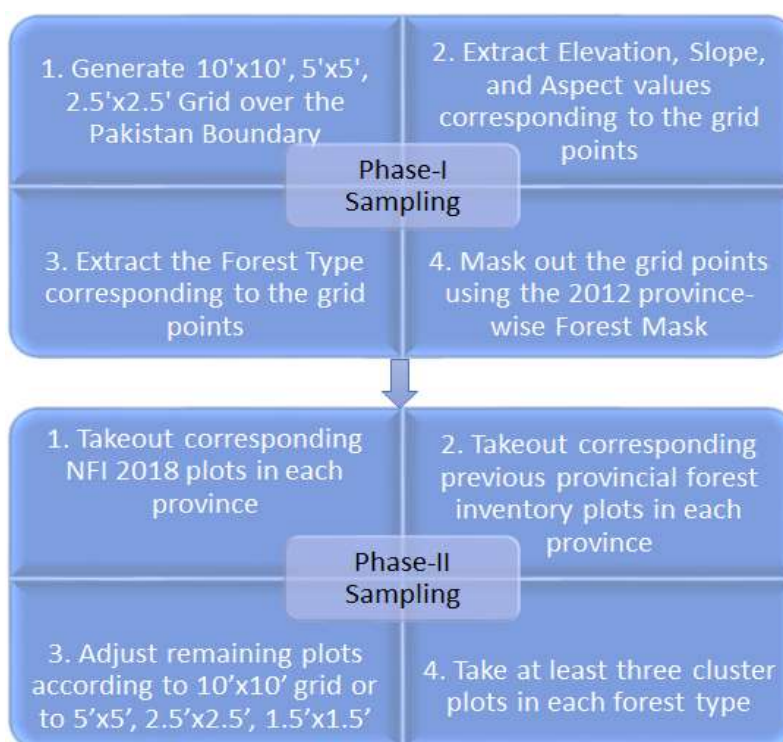 1. Generate 10'x10', 5'x5',
2.5'x2.5' Grid over the
Pakistan Boundary
2. Extract Elevation, Slope,
and Aspect values
corresponding to the grid
points
Phase-I
Sampling
3. Extract the Forest Type
corresponding to the grid
points
4. Mask out the grid points
using the 2012 province-
wise Forest Mask
1. Takeout corresponding
NFI 2018 plots in each
province
2. Takeout corresponding
previous provincial forest
inventory plots in each
province
Phase-II
Sampling
3. Adjust remaining plots
according to 10’x10’ grid or
to 5’x5’, 2.5’x2.5’, 1.5’x1.5’
4. Take at least three cluster
plots in each forest type